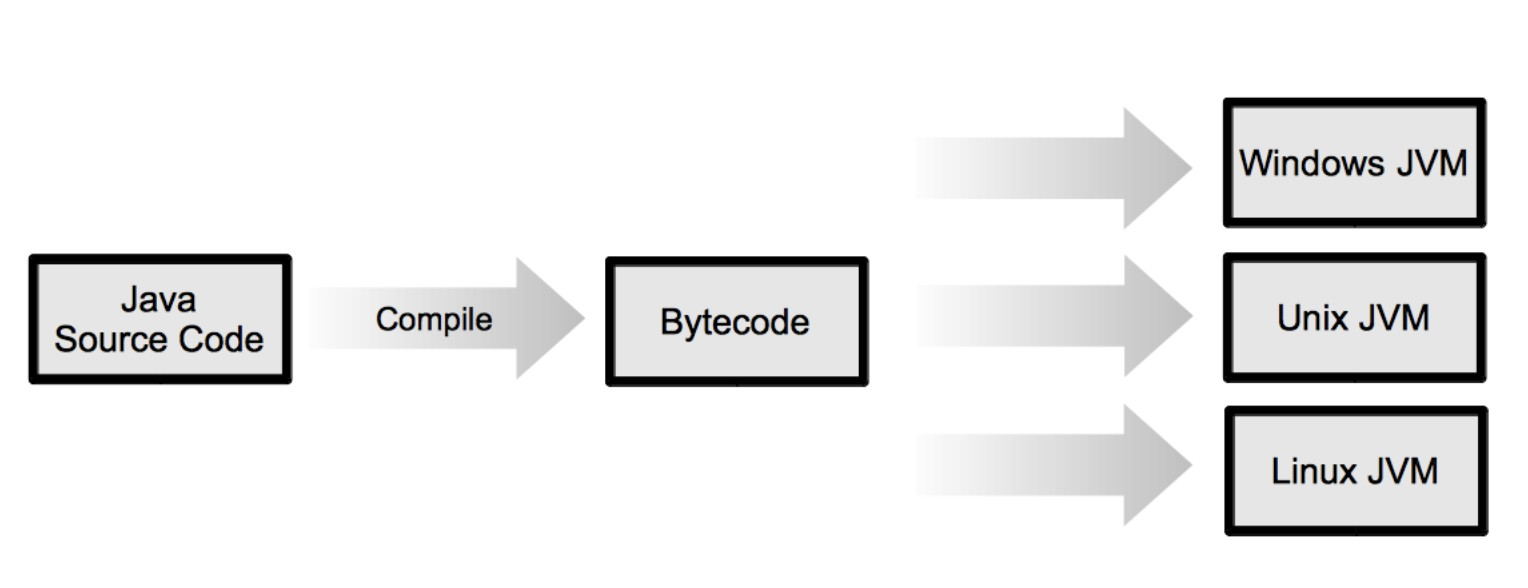 Java
Source Code
Compile
Bytecode
Windows JVM
Unix JVM
Linux JVM